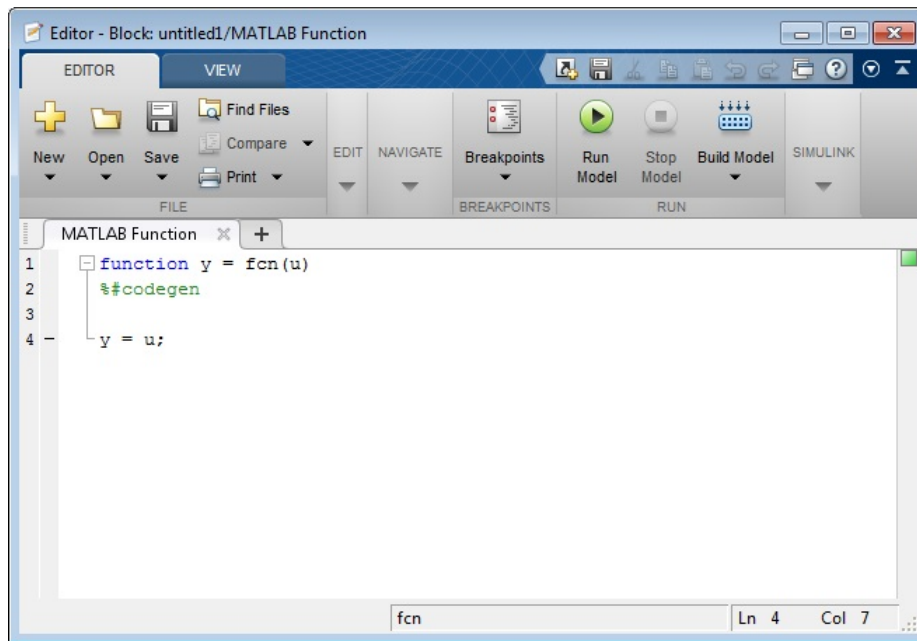 Editor - Block: untitled1/MATLAB Function
EDITOR VIEW
New
Open
Save
Find Files
Compare
Print
FILE
EDIT
NAVIGATE
Breakpoints
BREAKPOINTS
Run Model
Stop Model
Build Model
RUN
SIMULINK
MATLAB Function
1 function y = fcn(u)
2 %#codegen
3
4 y = u;
fcn Ln 4 Col 7